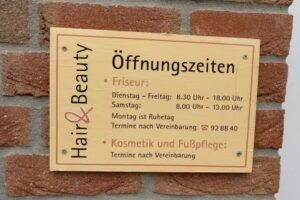 Hair & Beauty
Öffnungszeiten
• Friseur:
Dienstag - Freitag: 8.30 Uhr - 18.00 Uhr
Samstag: 8.00 Uhr - 13.00 Uhr
Montag ist Ruhetag
Termine nach Vereinbarung: ☎ 92 88 40
• Kosmetik und Fußpflege:
Termine nach Vereinbarung